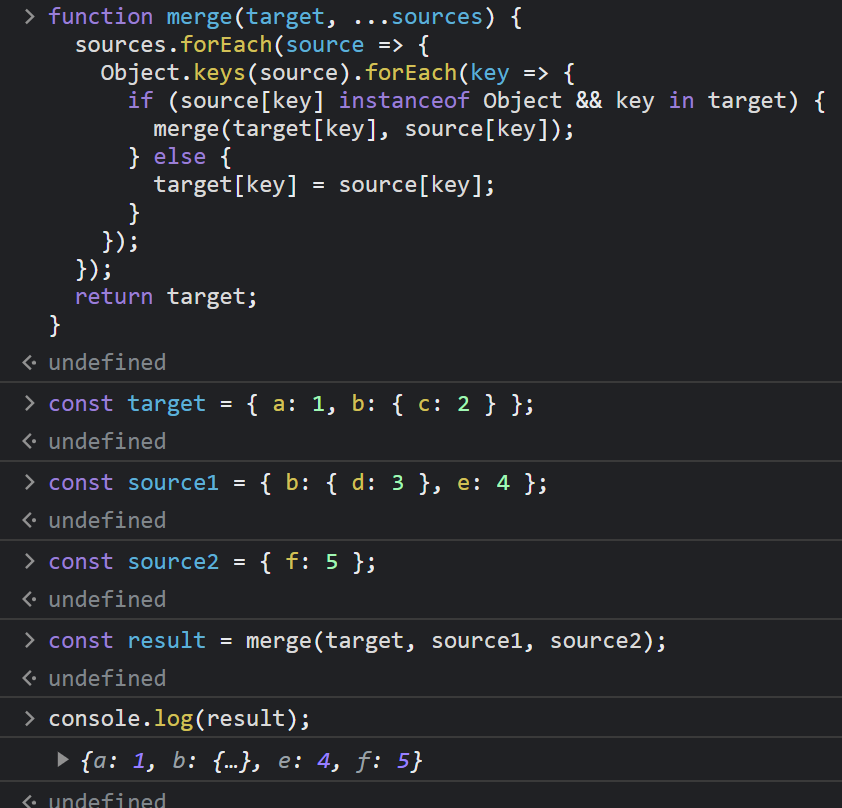 > function merge(target, ...sources) {
    sources.forEach(source => {
      Object.keys(source).forEach(key => {
        if (source[key] instanceof Object && key in target) {
          merge(target[key], source[key]);
        } else {
          target[key] = source[key];
        }
      });
    });
    return target;
  }
undefined
> const target = { a: 1, b: { c: 2 } };
undefined
> const source1 = { b: { d: 3 }, e: 4 };
undefined
> const source2 = { f: 5 };
undefined
> const result = merge(target, source1, source2);
undefined
> console.log(result);
{a: 1, b: {…}, e: 4, f: 5}
undefined